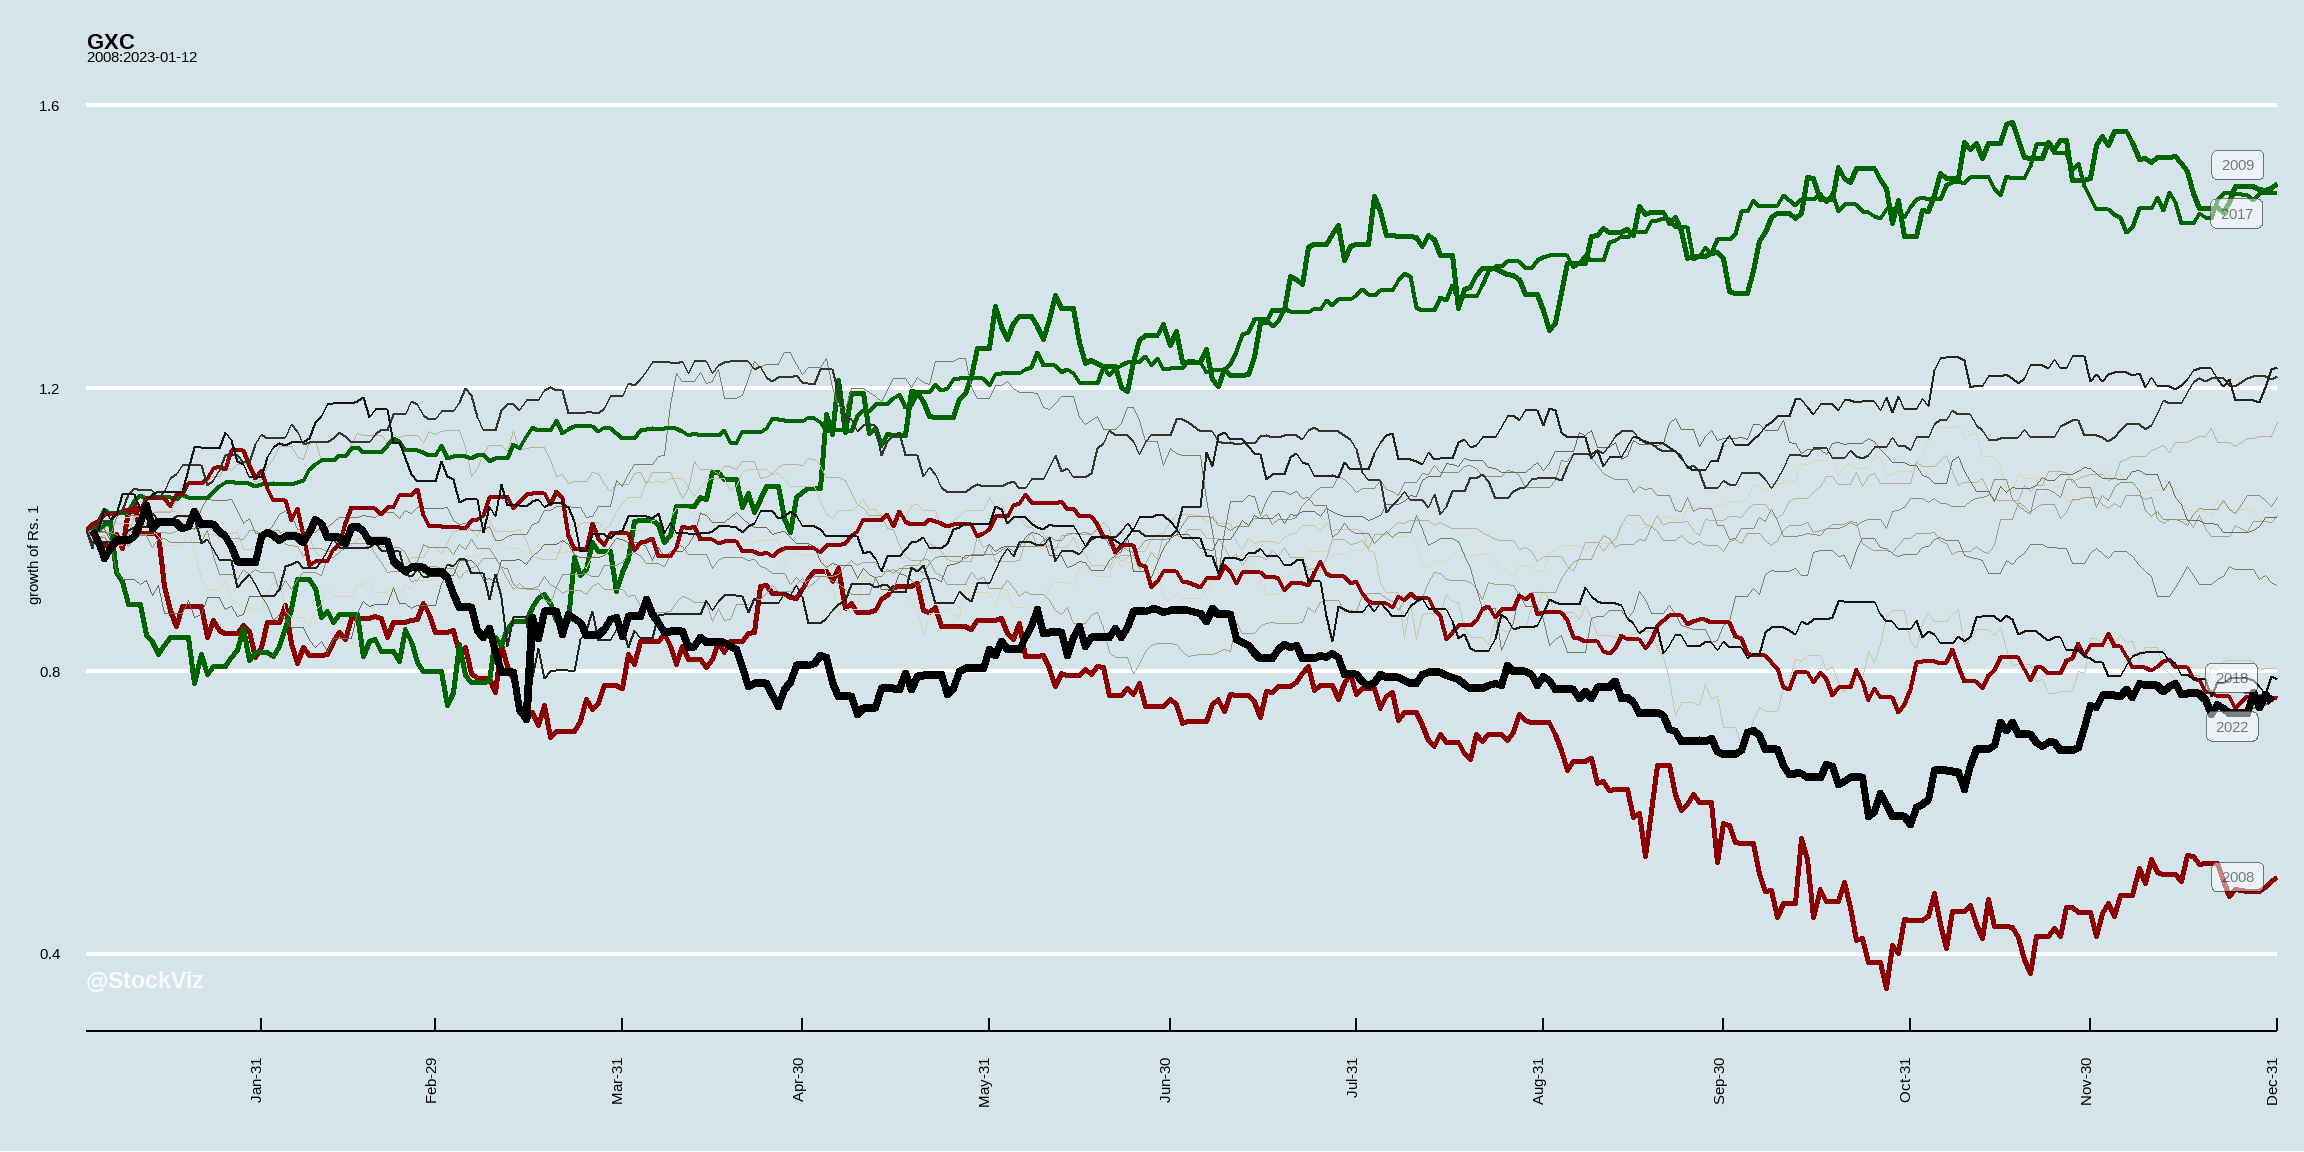 GXC
2008:2023-01-12
1.6
1.2
0.8
0.4
growth of Rs. 1
2009
2017
2018
2022
2008
@StockViz
Jan-31
Feb-29
Mar-31
Apr-30
May-31
Jun-30
Jul-31
Aug-31
Sep-30
Oct-31
Nov-30
Dec-31